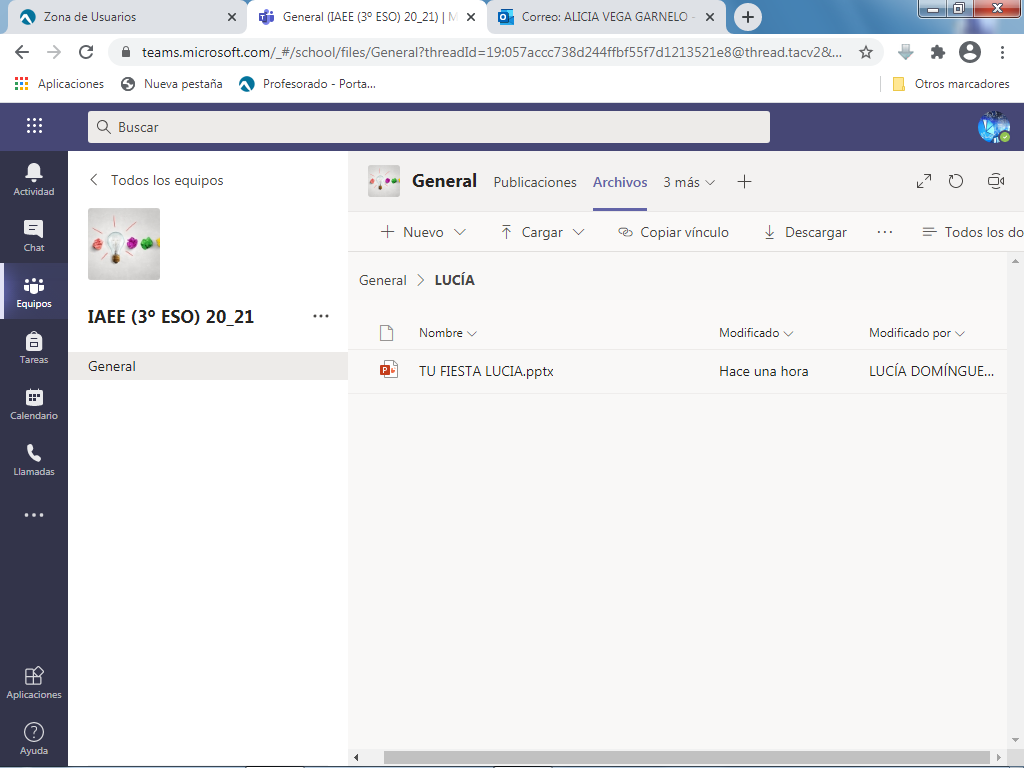 Zona de Usuarios
General (IAEE (3º ESO) 20_21) | M
Correo: ALICIA VEGA GARNELO -
teams.microsoft.com/_#/school/files/General?threadId=19:057accc738d244ffbf55f7d1213521e8@thread.tacv2&...
Aplicaciones
Nueva pestaña
Profesorado - Porta...
Otros marcadores
Buscar
Actividad
Chat
Equipos
Tareas
Calendario
Llamadas
Aplicaciones
Ayuda
Todos los equipos
IAEE (3º ESO) 20_21
General
General
Publicaciones
Archivos
3 más
Nuevo
Cargar
Copiar vínculo
Descargar
Todos los do
General > LUCÍA
Nombre
Modificado
Modificado por
TU FIESTA LUCIA.pptx
Hace una hora
LUCÍA DOMÍNGUE...